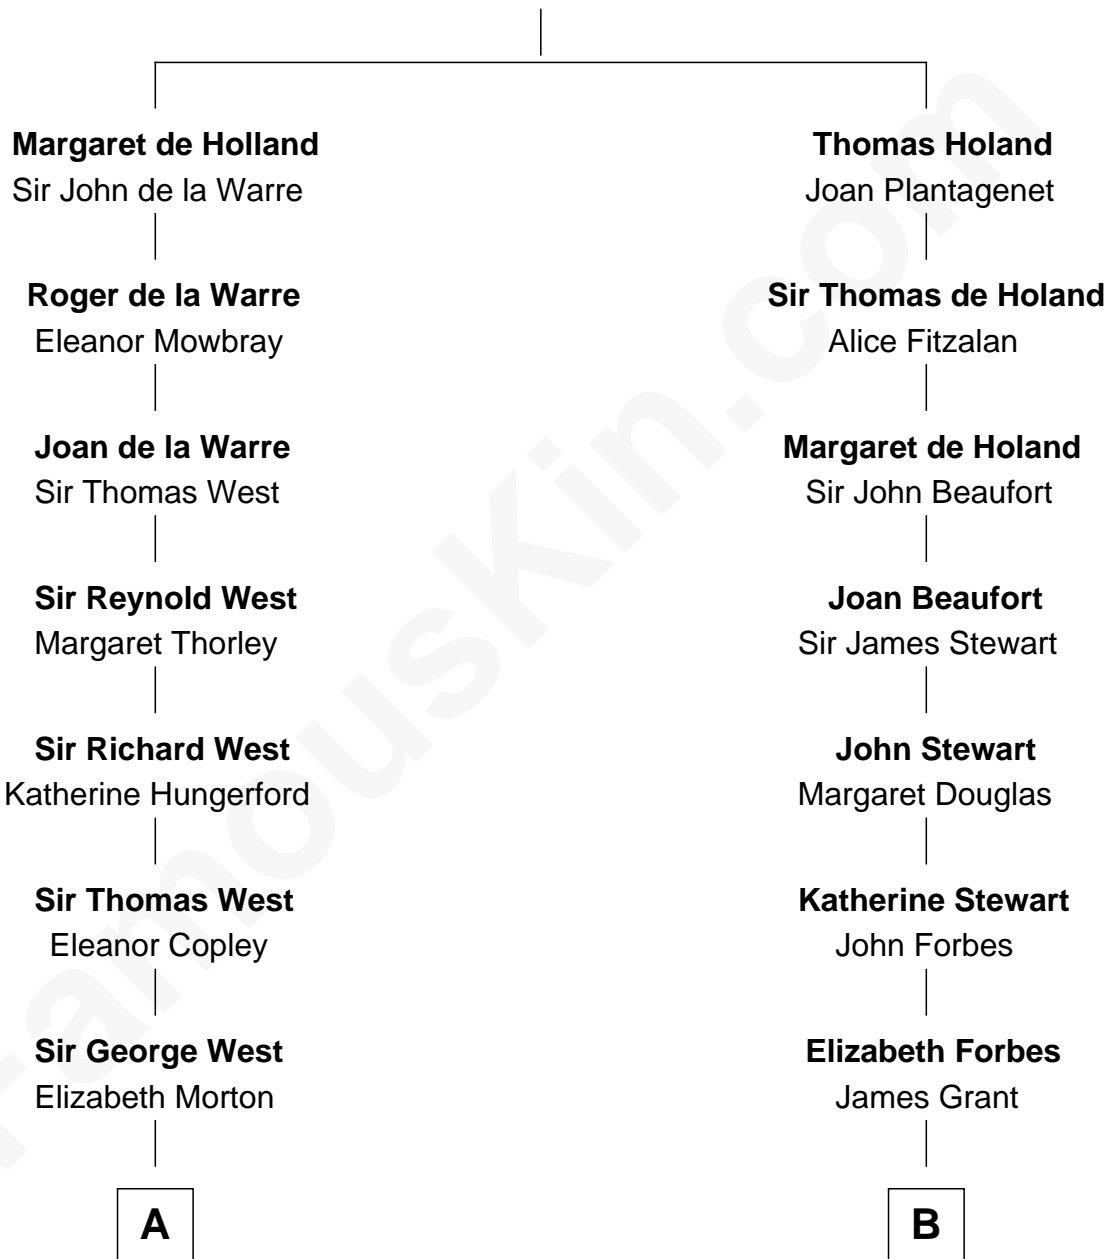 Margaret de Holland
Sir John de la Warre
Roger de la Warre
Eleanor Mowbray
Joan de la Warre
Sir Thomas West
Sir Reynold West
Margaret Thorley
Sir Richard West
Katherine Hungerford
Sir Thomas West
Eleanor Copley
Sir George West
Elizabeth Morton
A
Thomas Holand
Joan Plantagenet
Sir Thomas de Holand
Alice Fitzalan
Margaret de Holand
Sir John Beaufort
Joan Beaufort
Sir James Stewart
John Stewart
Margaret Douglas
Katherine Stewart
John Forbes
Elizabeth Forbes
James Grant
B
FamousKin.com